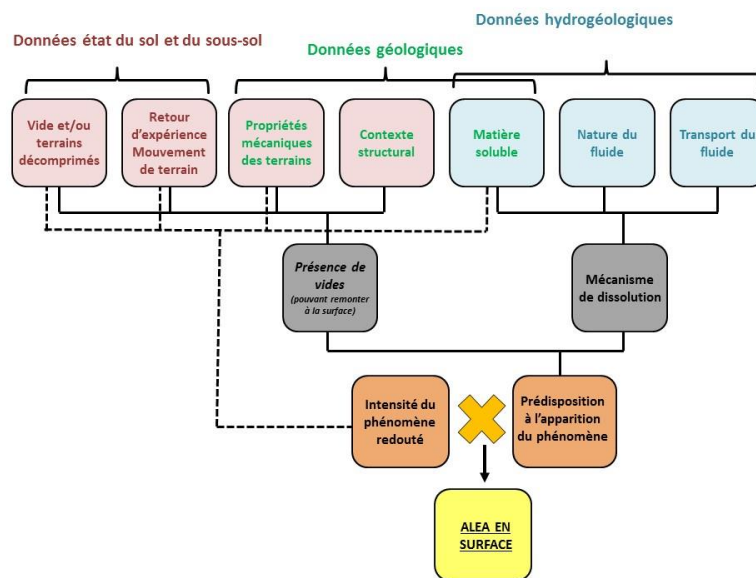 Données hydrogéologiques
Données état du sol et du sous-sol
Données géologiques
Vide et/ou
terrains
décomprimés
Retour
d'expérience
Mouvement
de terrain
Propriétés
mécaniques
des terrains
Contexte
structural
Matière
soluble
Nature du
fluide
Transport du
fluide
Présence de
vides
(pouvant remonter
à la surface)
Mécanisme
de dissolution
Intensité du
phénomène
redouté
Prédisposition
à l'apparition
du phénomène
ALEA EN
SURFACE